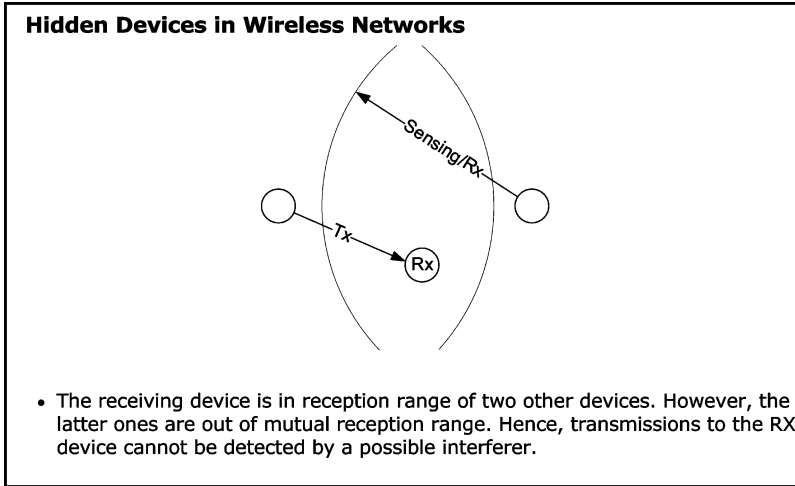 Hidden Devices in Wireless Networks
Sensing/Rx
Tx
Rx
• The receiving device is in reception range of two other devices. However, the
latter ones are out of mutual reception range. Hence, transmissions to the RX
device cannot be detected by a possible interferer.